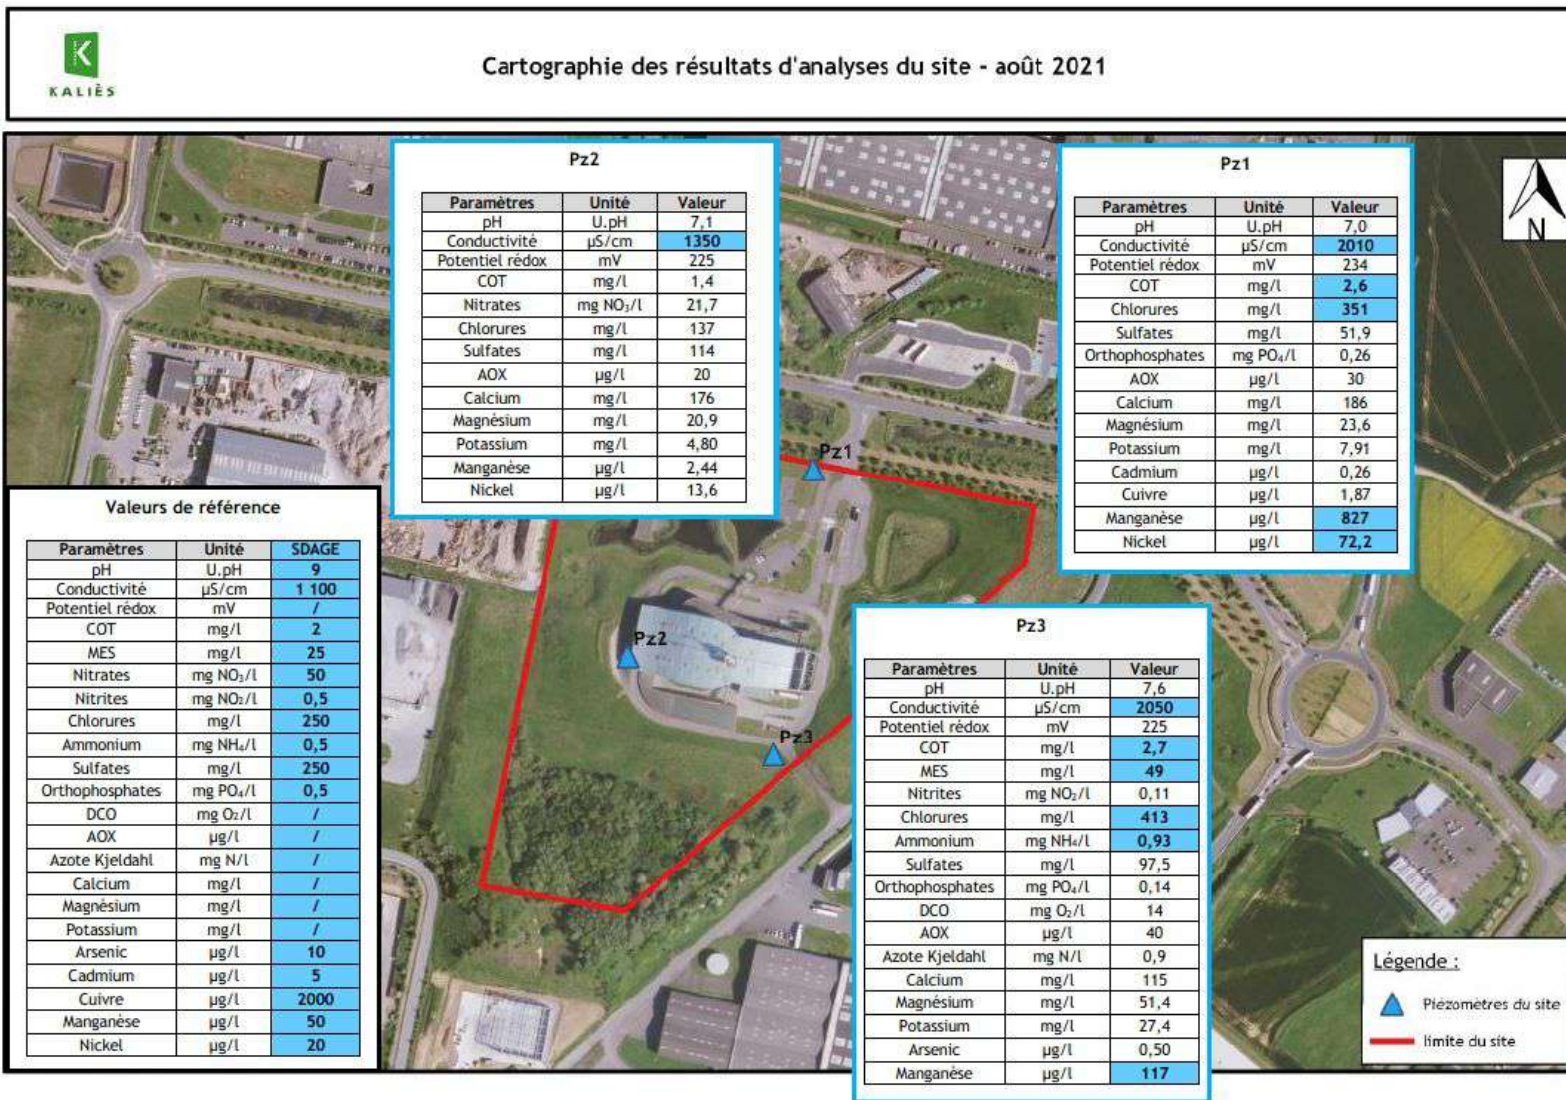 KALIÈS
Cartographie des résultats d'analyses du site - août 2021
Pz2
Paramètres Unité Valeur
pH U.pH 7,1
Conductivité µS/cm 1350
Potentiel rédox mV 225
COT mg/l 1,4
Nitrates mg NO₃/l 21,7
Chlorures mg/l 137
Sulfates mg/l 114
AOX µg/l 20
Calcium mg/l 176
Magnésium mg/l 20,9
Potassium mg/l 4,80
Manganèse µg/l 2,44
Nickel µg/l 13,6
Pz1
Paramètres Unité Valeur
pH U.pH 7,0
Conductivité µS/cm 2010
Potentiel rédox mV 234
COT mg/l 2,6
Chlorures mg/l 351
Sulfates mg/l 51,9
Orthophosphates mg PO₄/l 0,26
AOX µg/l 30
Calcium mg/l 186
Magnésium mg/l 23,6
Potassium mg/l 7,91
Cadmium µg/l 0,26
Cuivre µg/l 1,87
Manganèse µg/l 827
Nickel µg/l 72,2
N
Pz1
Pz2
Pz3
Valeurs de référence
Paramètres Unité SDAGE
pH U.pH 9
Conductivité µS/cm 1 100
Potentiel rédox mV /
COT mg/l 2
MES mg/l 25
Nitrates mg NO₃/l 50
Nitrites mg NO₂/l 0,5
Chlorures mg/l 250
Ammonium mg NH₄/l 0,5
Sulfates mg/l 250
Orthophosphates mg PO₄/l 0,5
DCO mg O₂/l /
AOX µg/l /
Azote Kjeldahl mg N/l /
Calcium mg/l /
Magnésium mg/l /
Potassium mg/l /
Arsenic µg/l 10
Cadmium µg/l 5
Cuivre µg/l 2000
Manganèse µg/l 50
Nickel µg/l 20
Pz3
Paramètres Unité Valeur
pH U.pH 7,6
Conductivité µS/cm 2050
Potentiel rédox mV 225
COT mg/l 2,7
MES mg/l 49
Nitrites mg NO₂/l 0,11
Chlorures mg/l 413
Ammonium mg NH₄/l 0,93
Sulfates mg/l 97,5
Orthophosphates mg PO₄/l 0,14
DCO mg O₂/l 14
AOX µg/l 40
Azote Kjeldahl mg N/l 0,9
Calcium mg/l 115
Magnésium mg/l 51,4
Potassium mg/l 27,4
Arsenic µg/l 0,50
Manganèse µg/l 117
Légende :
Piézomètres du site
limite du site